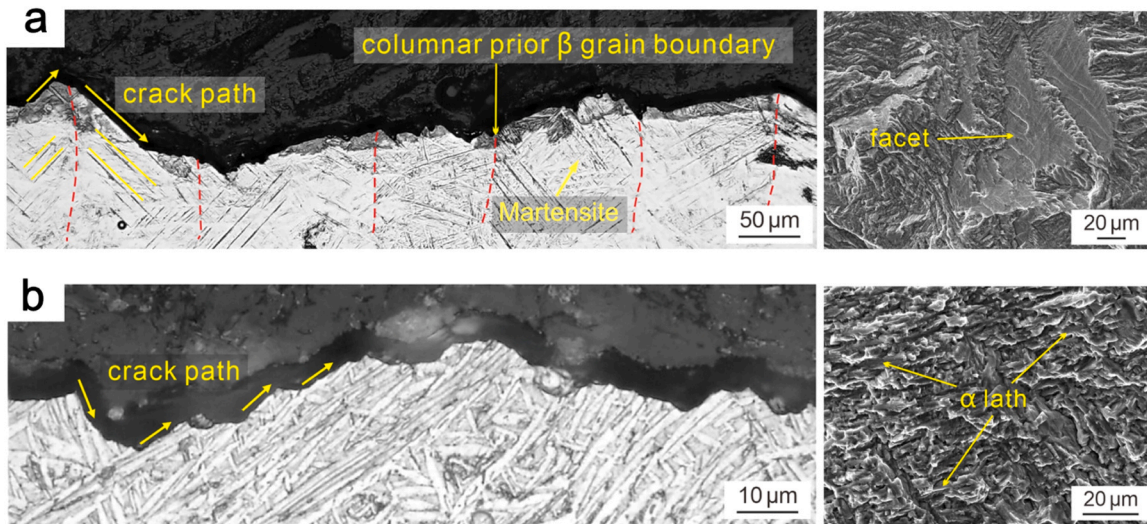 a
columnar prior β grain boundary
crack path
Martensite
50 μm
facet
20 μm
b
crack path
10 μm
α lath
20 μm